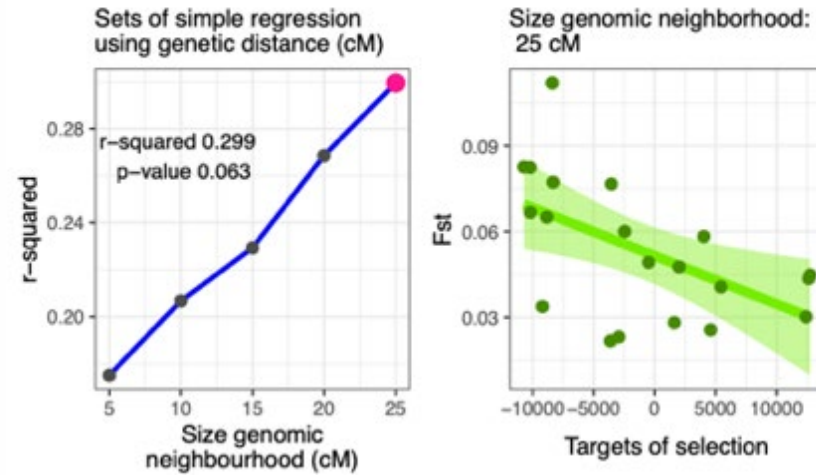 Sets of simple regression
using genetic distance (cM)
r-squared
0.28
0.24
0.20
r-squared 0.299
p-value 0.063
5 10 15 20 25
Size genomic
neighbourhood (cM)
Size genomic neighborhood:
25 cM
Fst
0.09
0.06
0.03
−10000 −5000 0 5000 10000
Targets of selection